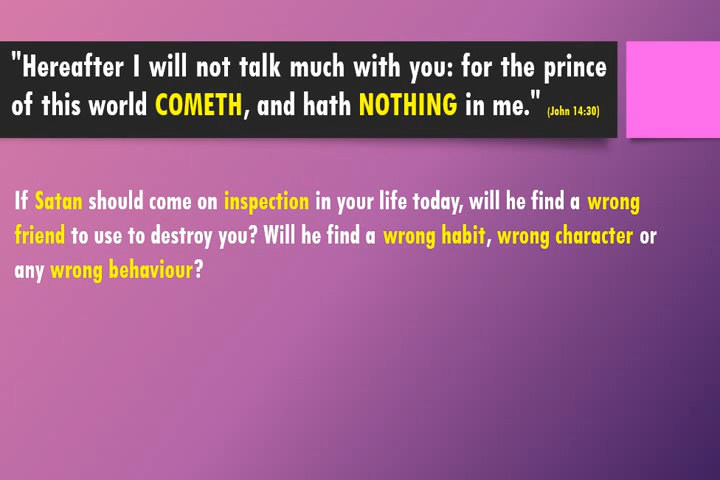 "Hereafter I will not talk much with you: for the prince
of this world COMETH, and hath NOTHING in me." (John 14:30)
If Satan should come on inspection in your life today, will he find a wrong
friend to use to destroy you? Will he find a wrong habit, wrong character or
any wrong behaviour?